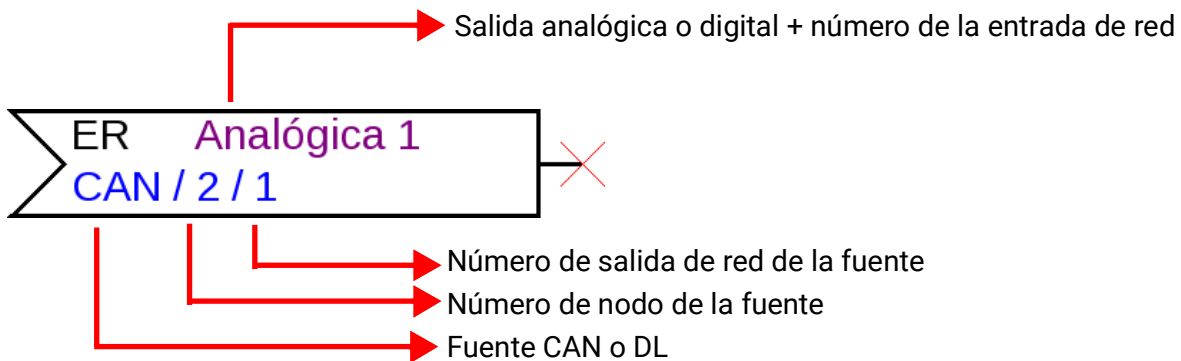 Salida analógica o digital + número de la entrada de red
ER Analógica 1
CAN / 2 / 1
Número de salida de red de la fuente
Número de nodo de la fuente
Fuente CAN o DL